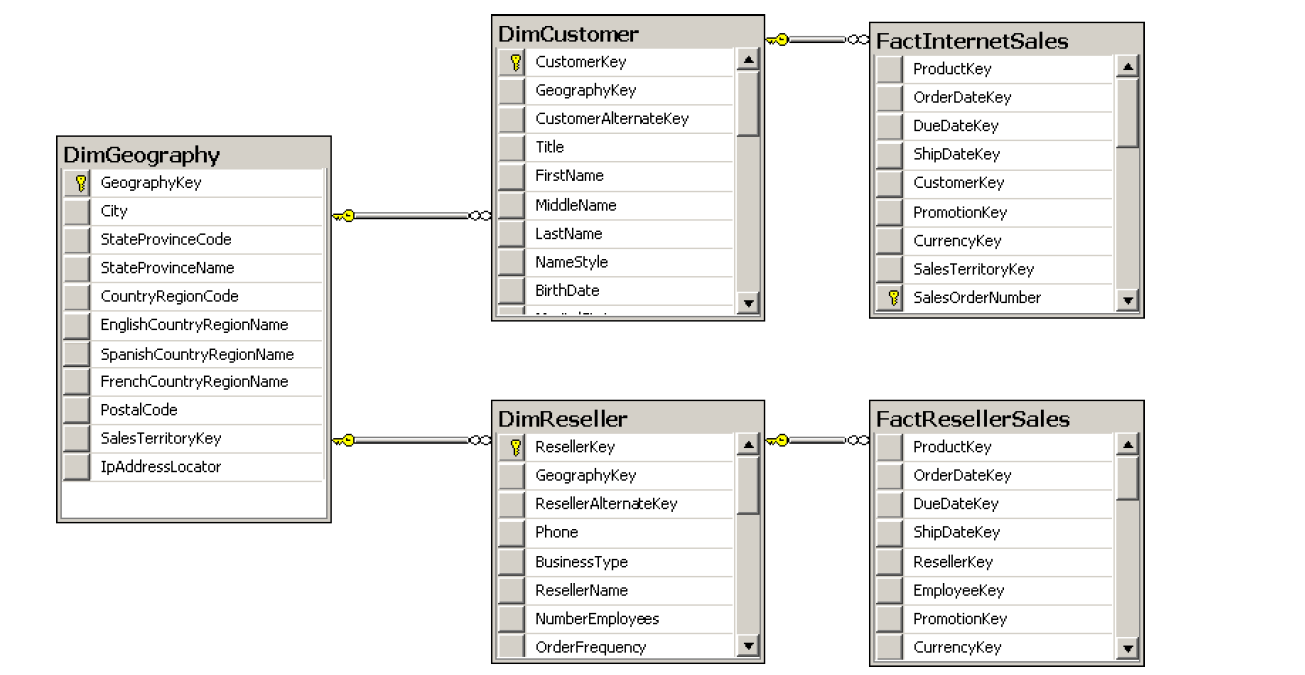 DimGeography
GeographyKey
City
StateProvinceCode
StateProvinceName
CountryRegionCode
EnglishCountryRegionName
SpanishCountryRegionName
FrenchCountryRegionName
PostalCode
SalesTerritoryKey
IpAddressLocator
DimCustomer
CustomerKey
GeographyKey
CustomerAlternateKey
Title
FirstName
MiddleName
LastName
NameStyle
BirthDate
FactInternetSales
ProductKey
OrderDateKey
DueDateKey
ShipDateKey
CustomerKey
PromotionKey
CurrencyKey
SalesTerritoryKey
SalesOrderNumber
DimReseller
ResellerKey
GeographyKey
ResellerAlternateKey
Phone
BusinessType
ResellerName
NumberEmployees
OrderFrequency
FactResellerSales
ProductKey
OrderDateKey
DueDateKey
ShipDateKey
ResellerKey
EmployeeKey
PromotionKey
CurrencyKey